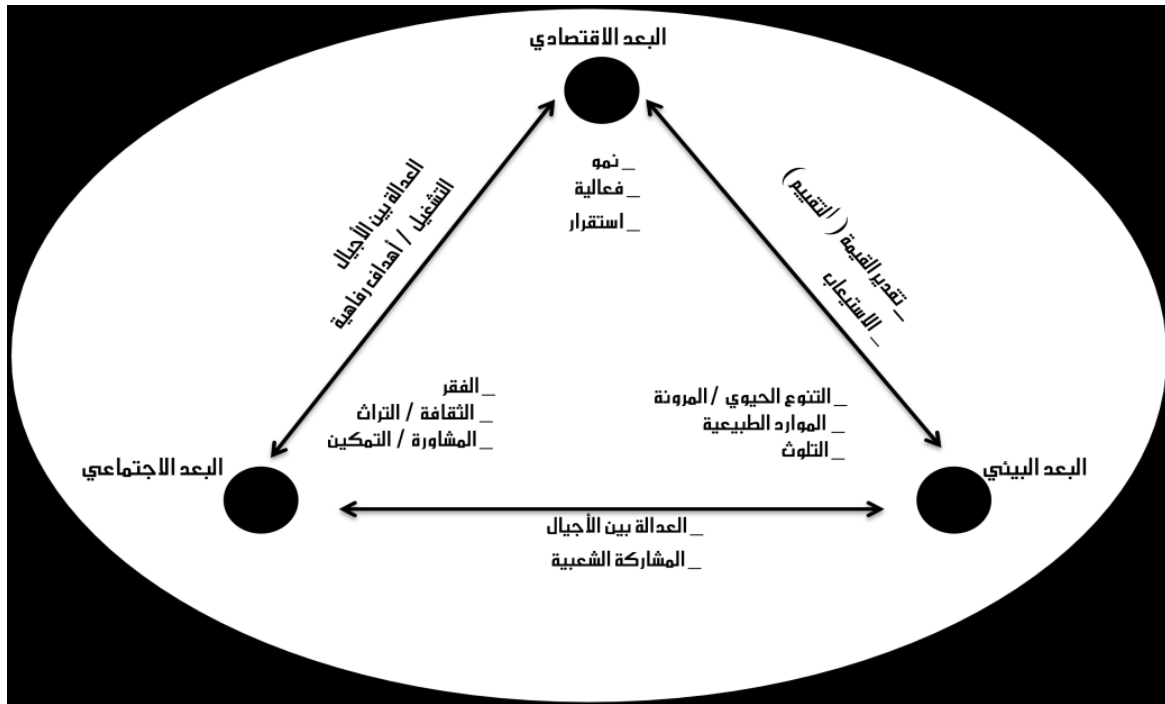 البعد الاقتصادي
_ نمو
_ فعالية
_ استقرار
_ تقدير القيمة ( التقييم )
_ الاستيعاب
العدالة بين الأجيال
التشغيل / أهداف رفاهية
_ التنوع الحيوي / المرونة
_ الموارد الطبيعية
_ التلوث
_ الفقر
_ الثقافة / التراث
_ المشاورة / التمكين
البعد البيئي
البعد الاجتماعي
_ العدالة بين الأجيال
_ المشاركة الشعبية